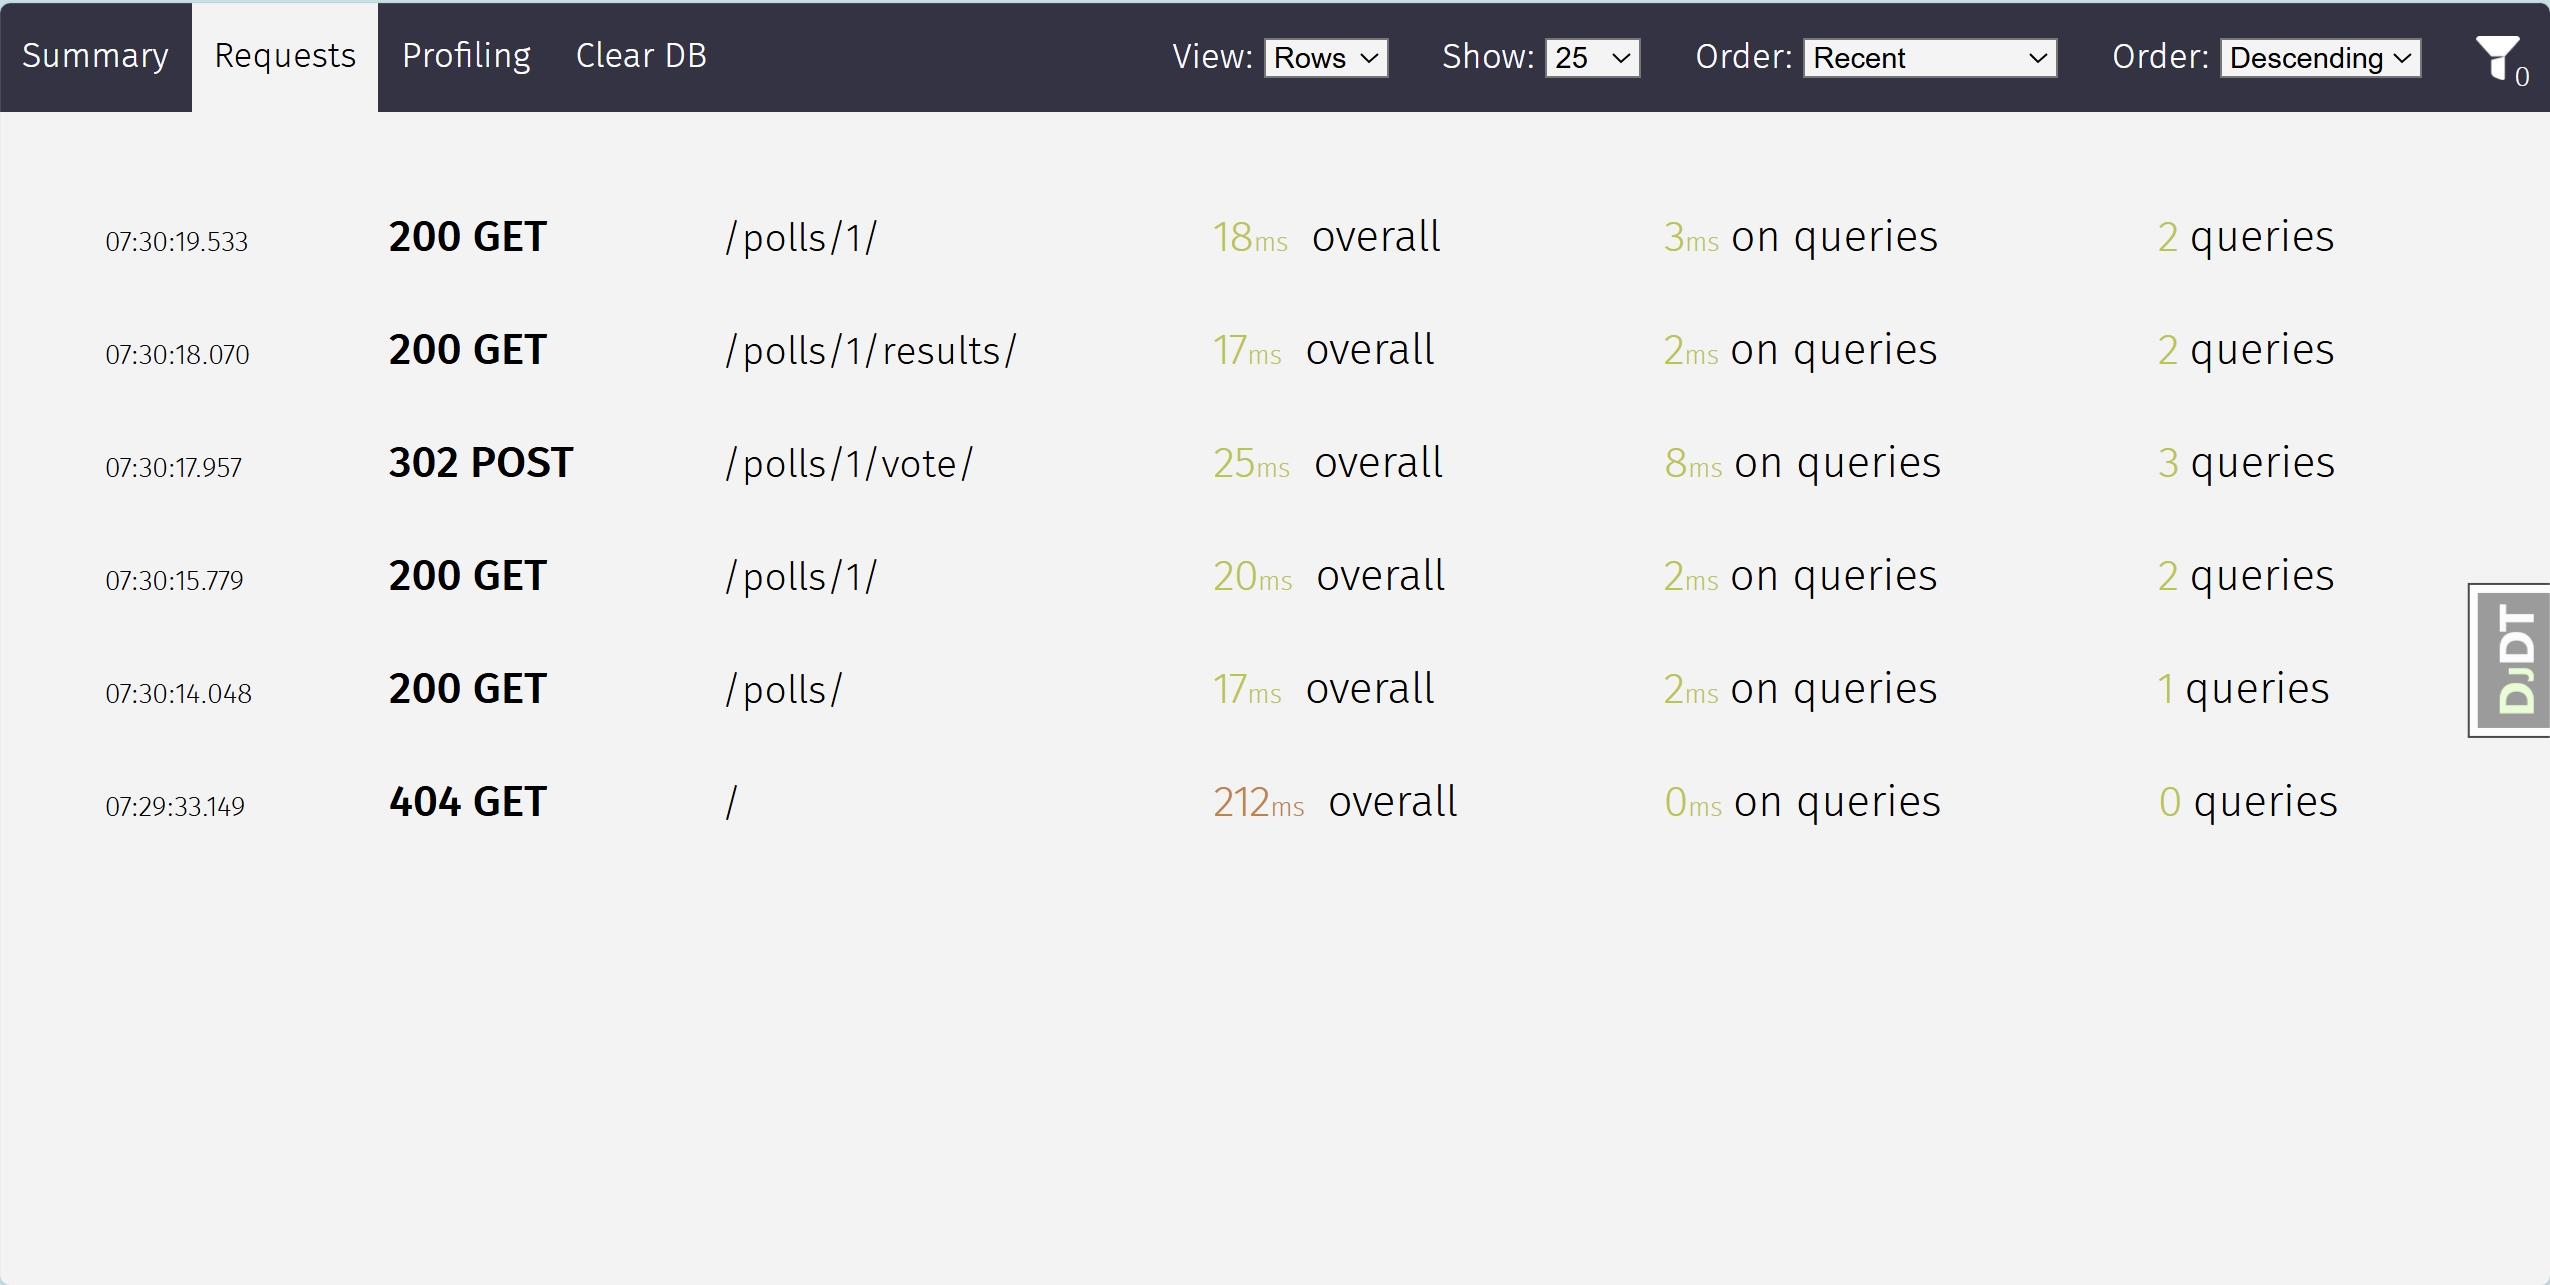 Summary Requests Profiling Clear DB View: Rows Show: 25 Order: Recent Order: Descending 0
07:30:19.533 200 GET /polls/1/ 18ms overall 3ms on queries 2 queries
07:30:18.070 200 GET /polls/1/results/ 17ms overall 2ms on queries 2 queries
07:30:17.957 302 POST /polls/1/vote/ 25ms overall 8ms on queries 3 queries
07:30:15.779 200 GET /polls/1/ 20ms overall 2ms on queries 2 queries
07:30:14.048 200 GET /polls/ 17ms overall 2ms on queries 1 queries
07:29:33.149 404 GET / 212ms overall 0ms on queries 0 queries
DJDT